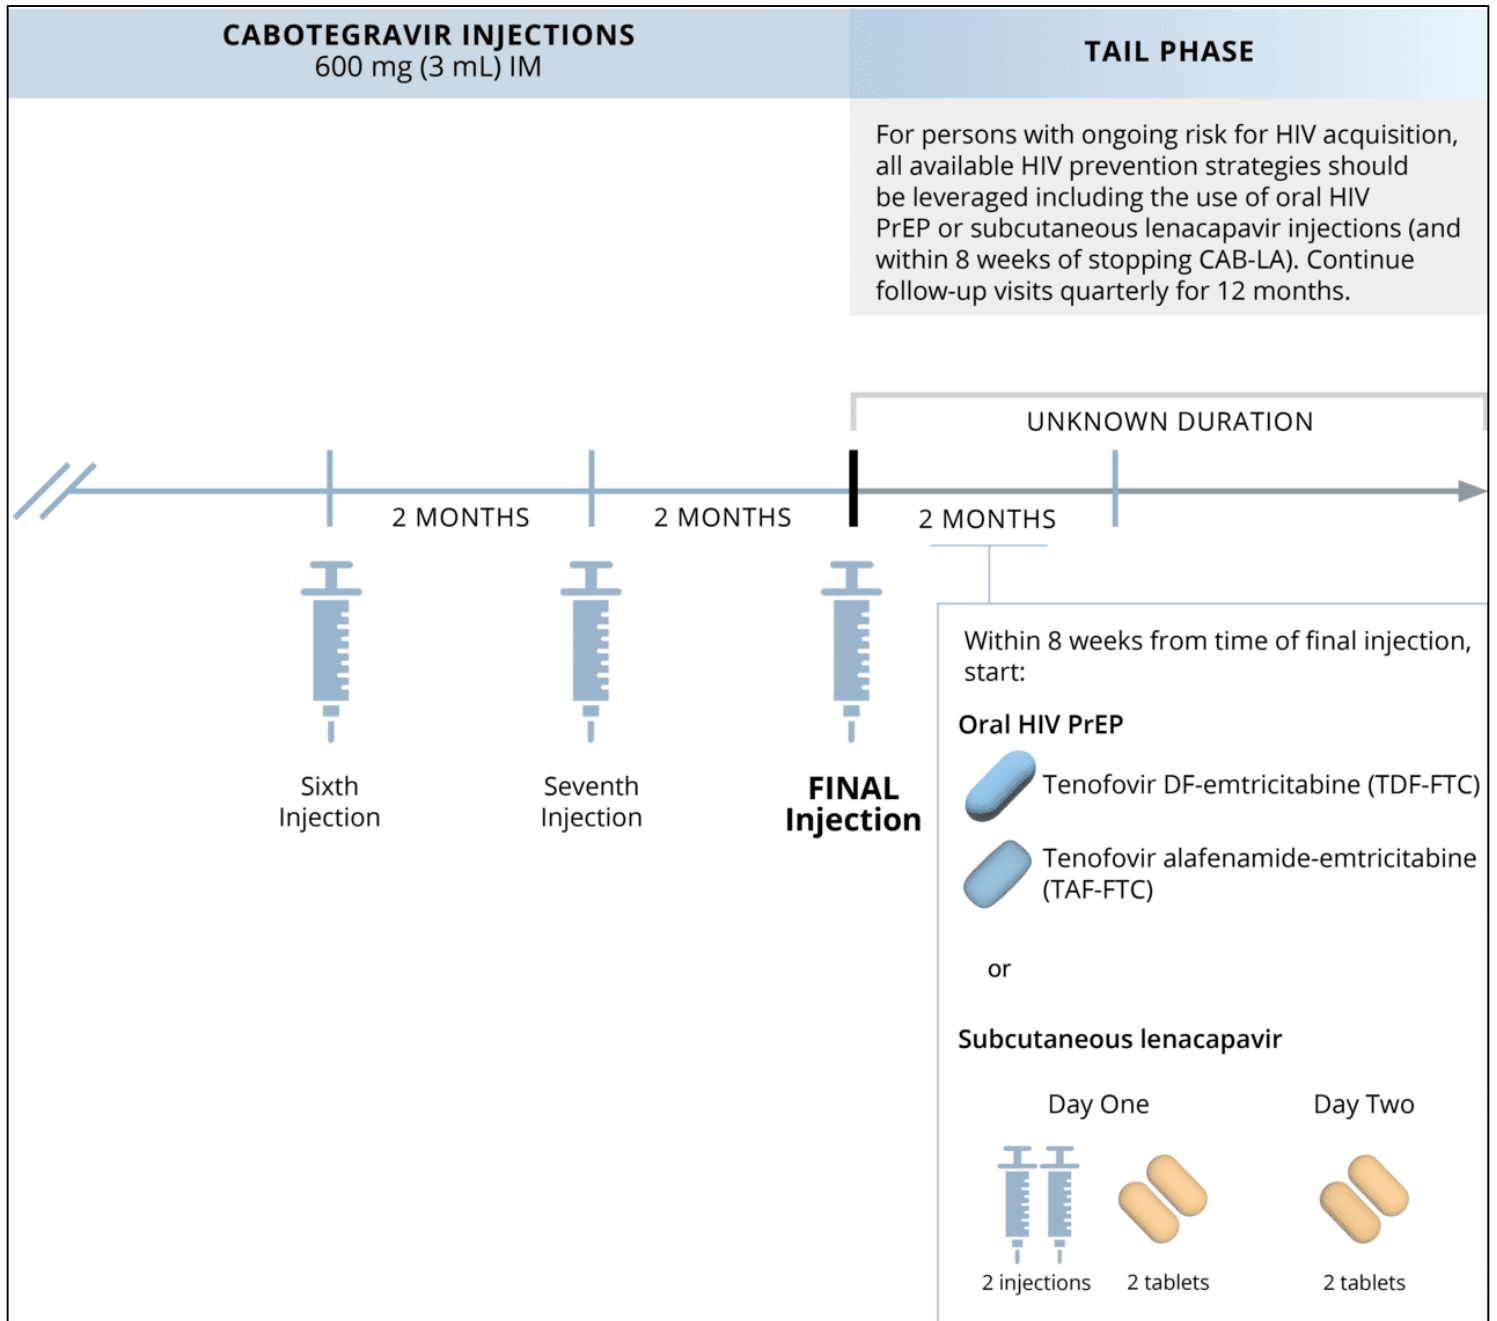 CABOTEGRAVIR INJECTIONS
600 mg (3 mL) IM
TAIL PHASE
For persons with ongoing risk for HIV acquisition,
all available HIV prevention strategies should
be leveraged including the use of oral HIV
PrEP or subcutaneous lenacapavir injections (and
within 8 weeks of stopping CAB-LA). Continue
follow-up visits quarterly for 12 months.
UNKNOWN DURATION
2 MONTHS
2 MONTHS
2 MONTHS
Sixth
Injection
Seventh
Injection
FINAL
Injection
Within 8 weeks from time of final injection,
start:
Oral HIV PrEP
Tenofovir DF-emtricitabine (TDF-FTC)
Tenofovir alafenamide-emtricitabine
(TAF-FTC)
or
Subcutaneous lenacapavir
Day One
Day Two
2 injections
2 tablets
2 tablets